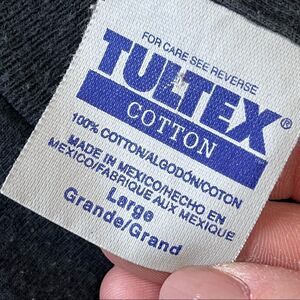 FOR CARE SEE REVERSE
TULTEX®
COTTON
100% COTTON/ALGODÓN/COTON
MADE IN MEXICO/HECHO EN
MEXICO/FABRIQUE AUX MEXIQUE
Large
Grande/Grand